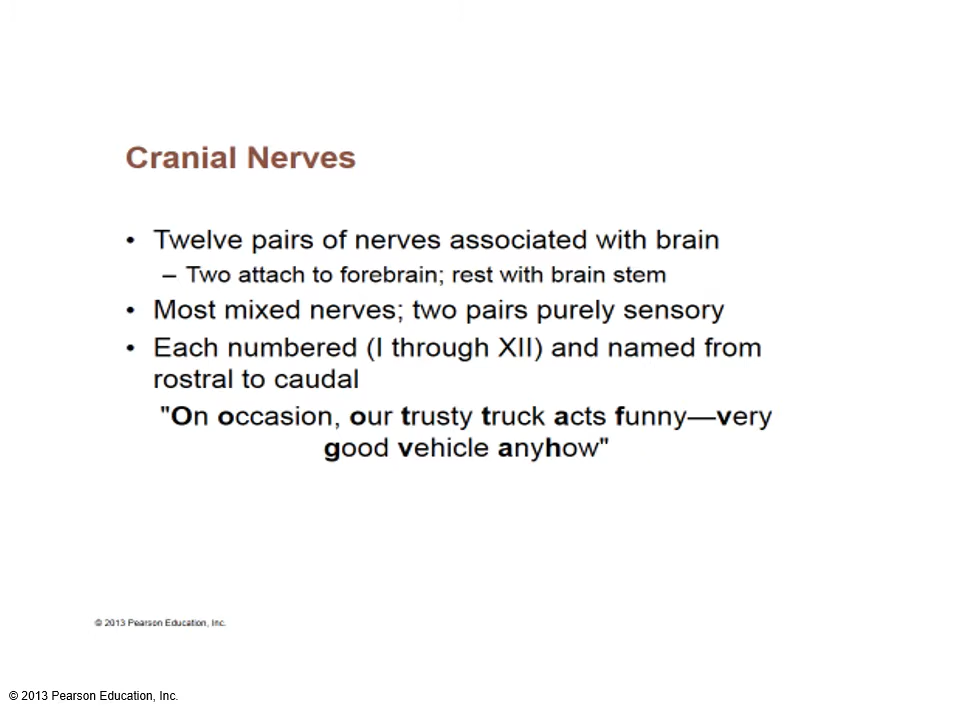 Cranial Nerves
• Twelve pairs of nerves associated with brain
– Two attach to forebrain; rest with brain stem
• Most mixed nerves; two pairs purely sensory
• Each numbered (I through XII) and named from
rostral to caudal
"On occasion, our trusty truck acts funny—very
good vehicle anyhow"
© 2013 Pearson Education, Inc.
© 2013 Pearson Education, Inc.